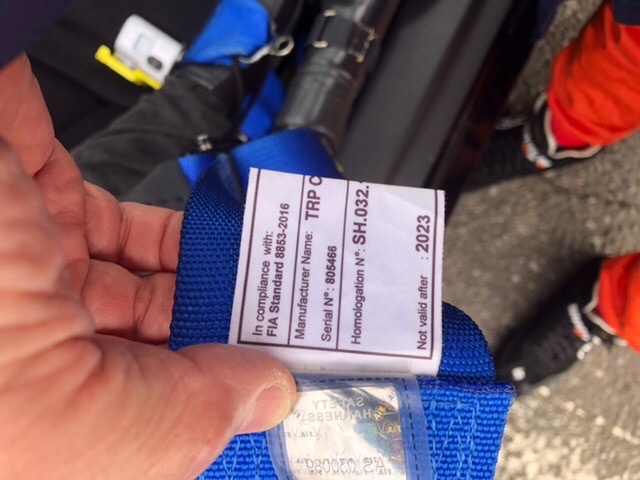 In compliance with:
FIA Standard 8853-2016
Manufacturer Name: TRP C
Serial N°: 805466
Homologation N°: SH.032.
Not valid after : 2023
SAFETY
HARNESS
FIA